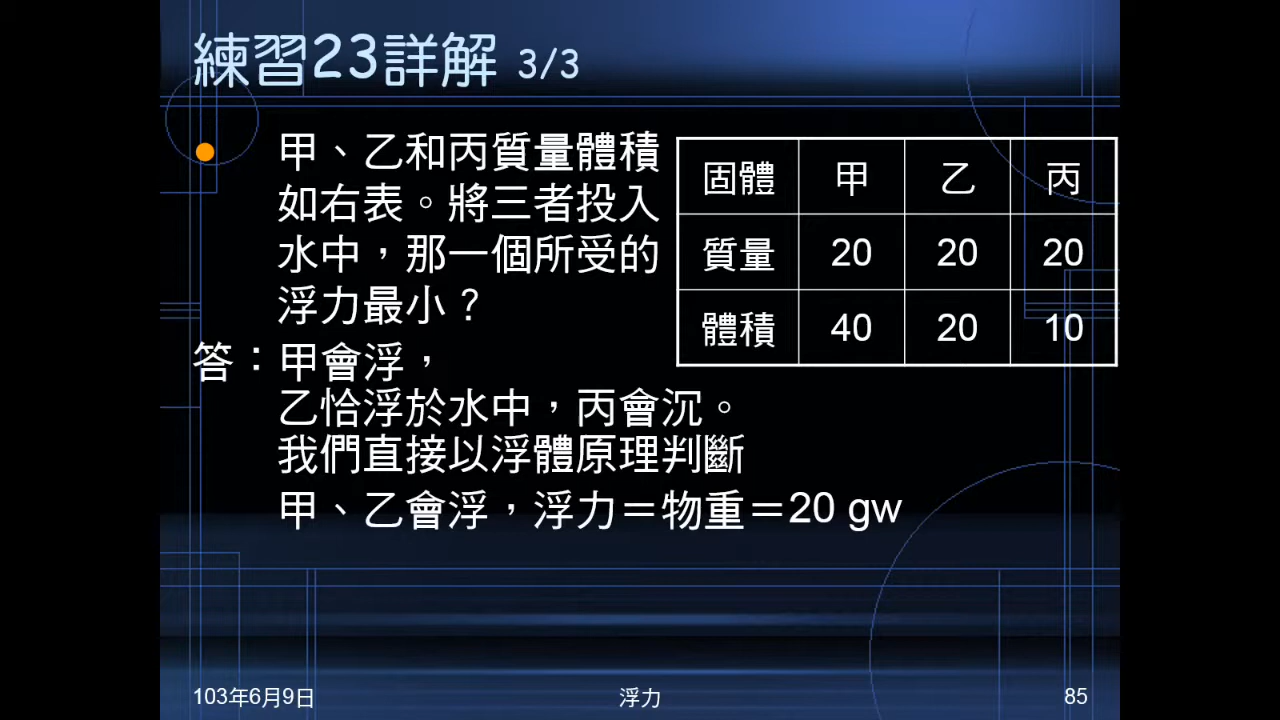 練習23詳解 3/3
甲、乙和丙質量體積
如右表。將三者投入
水中，那一個所受的
浮力最小？
固體 甲 乙 丙
質量 20 20 20
體積 40 20 10
答：甲會浮，
乙恰浮於水中，丙會沉。
我們直接以浮體原理判斷
甲、乙會浮，浮力＝物重＝20 gw
103年6月9日
浮力
85